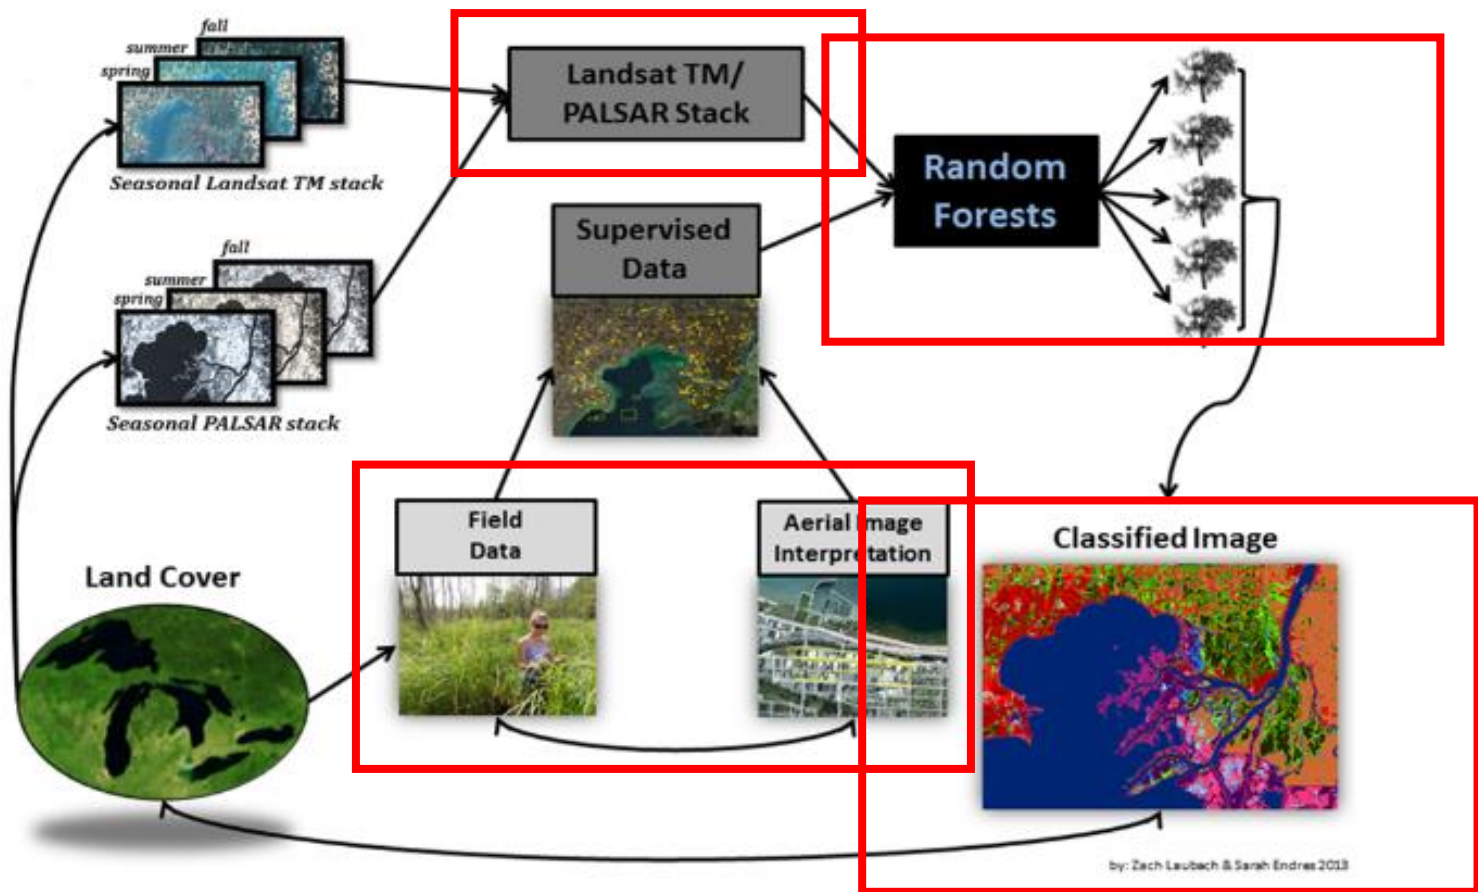 fall
summer
spring
Seasonal Landsat TM stack
fall
summer
spring
Seasonal PALSAR stack
Landsat TM/
PALSAR Stack
Supervised
Data
Random
Forests
Field
Data
Aerial Image
Interpretation
Land Cover
Classified Image
by: Zach Laubach & Sarah Endres 2013